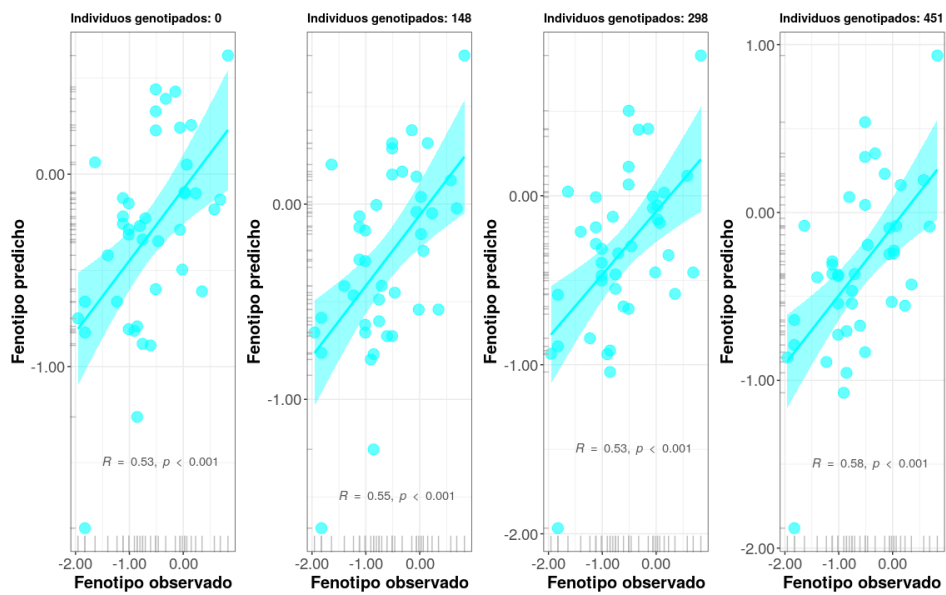 Individuos genotipados: 0
Fenotipo predicho
0.00
-1.00
R = 0.53, p < 0.001
-2.00 -1.00 0.00
Fenotipo observado
Individuos genotipados: 148
Fenotipo predicho
0.00
-1.00
R = 0.55, p < 0.001
-2.00 -1.00 0.00
Fenotipo observado
Individuos genotipados: 298
Fenotipo predicho
0.00
-1.00
-2.00
R = 0.53, p < 0.001
-2.00 -1.00 0.00
Fenotipo observado
Individuos genotipados: 451
Fenotipo predicho
1.00
0.00
-1.00
-2.00
R = 0.58, p < 0.001
-2.00 -1.00 0.00
Fenotipo observado